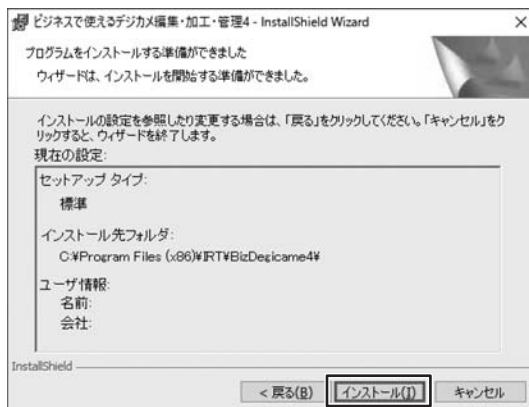 ビジネスで使えるデジカメ編集・加工・管理4 - InstallShield Wizard
プログラムをインストールする準備ができました
ウィザードは、インストールを開始する準備ができました。
インストールの設定を参照したり変更する場合は、「戻る」をクリックしてください。「キャンセル」をク
リックすると、ウィザードを終了します。
現在の設定:
セットアップ タイプ:
標準
インストール先フォルダ:
C:¥Program Files (x86)¥IRT¥BizDegicame4¥
ユーザ情報:
名前:
会社:
InstallShield
< 戻る(B) インストール(I) キャンセル